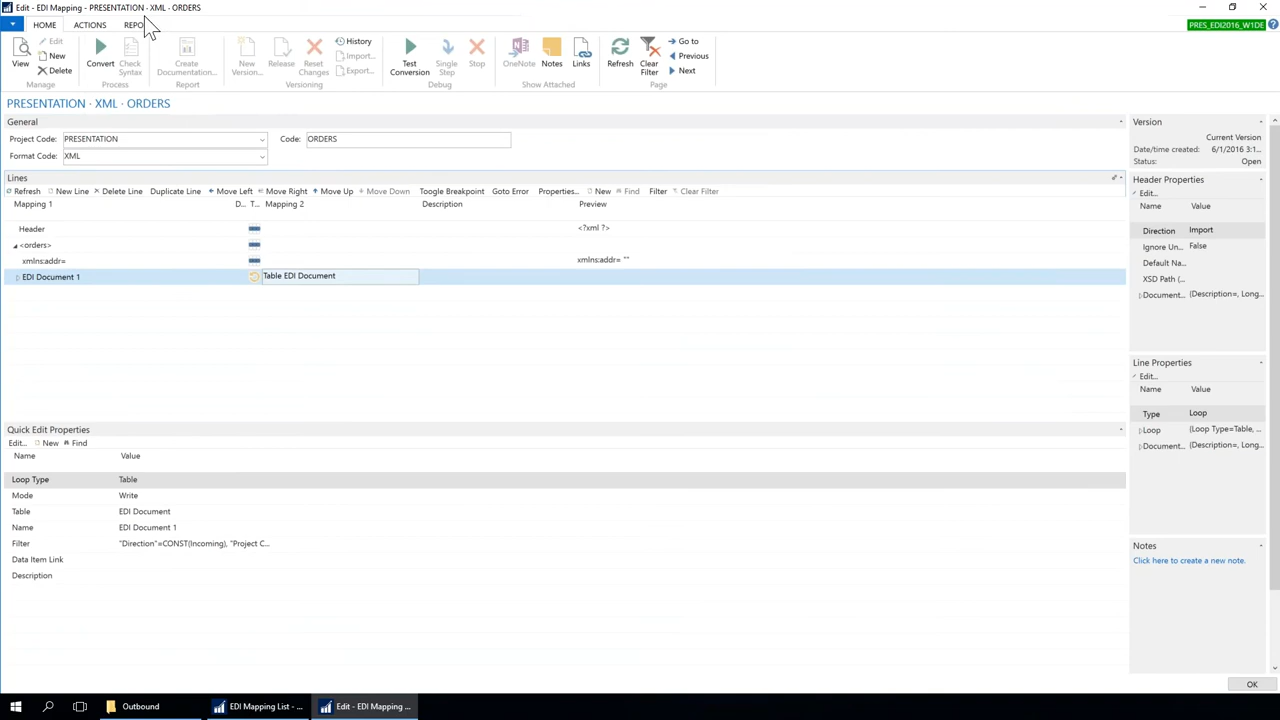 Edit - EDI Mapping - PRESENTATION · XML · ORDERS
HOME ACTIONS REPO
PRES_EDI2016_W1DE
View Edit New Delete Convert Check Syntax Create Documentation... New Version... Release Reset Changes History Import... Export... Test Conversion Single Step Stop OneNote Notes Links Refresh Clear Filter Go to Previous Next
Manage Process Report Versioning Debug Show Attached Page
PRESENTATION · XML · ORDERS
General
Project Code: PRESENTATION Code: ORDERS
Format Code: XML
Lines
Refresh New Line Delete Line Duplicate Line Move Left Move Right Move Up Move Down Toggle Breakpoint Goto Error Properties... New Find Filter Clear Filter
Mapping 1 D... T... Mapping 2 Description Preview
Header <?xml ?>
<orders>
xmlns:addr= xmlns:addr= ""
EDI Document 1 Table EDI Document
Quick Edit Properties
Edit... New Find
Name Value
Loop Type Table
Mode Write
Table EDI Document
Name EDI Document 1
Filter "Direction"=CONST(Incoming), "Project C...
Data Item Link
Description
Version
Current Version
Date/time created: 6/1/2016 3:1...
Status: Open
Header Properties
Edit...
Name Value
Direction Import
Ignore Un... False
Default Na...
XSD Path (...
Document... (Description=, Long...
Line Properties
Edit...
Name Value
Type Loop
Loop (Loop Type=Table, ...
Document... (Description=, Long...
Notes
Click here to create a new note.
OK
Outbound EDI Mapping List - ... Edit - EDI Mapping ...